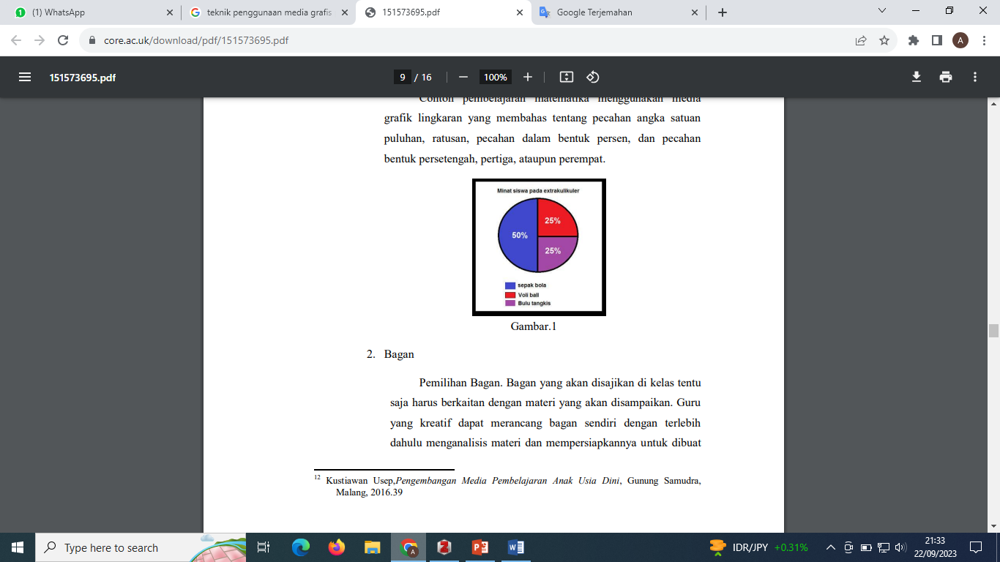 1 (1) WhatsApp
teknik penggunaan media grafis
151573695.pdf
Google Terjemahan
core.ac.uk/download/pdf/151573695.pdf
A
151573695.pdf
9 / 16
100%
Contoh pembelajaran matematika menggunakan media
grafik lingkaran yang membahas tentang pecahan angka satuan
puluhan, ratusan, pecahan dalam bentuk persen, dan pecahan
bentuk persetengah, pertiga, ataupun perempat.
Minat siswa pada extrakulikuler
50%
25%
25%
sepak bola
Voli ball
Bulu tangkis
Gambar.1
2. Bagan
Pemilihan Bagan. Bagan yang akan disajikan di kelas tentu
saja harus berkaitan dengan materi yang akan disampaikan. Guru
yang kreatif dapat merancang bagan sendiri dengan terlebih
dahulu menganalisis materi dan mempersiapkannya untuk dibuat
12 Kustiawan Usep,Pengembangan Media Pembelajaran Anak Usia Dini, Gunung Samudra,
Malang, 2016.39
Type here to search
IDR/JPY +0.31%
21:33
22/09/2023